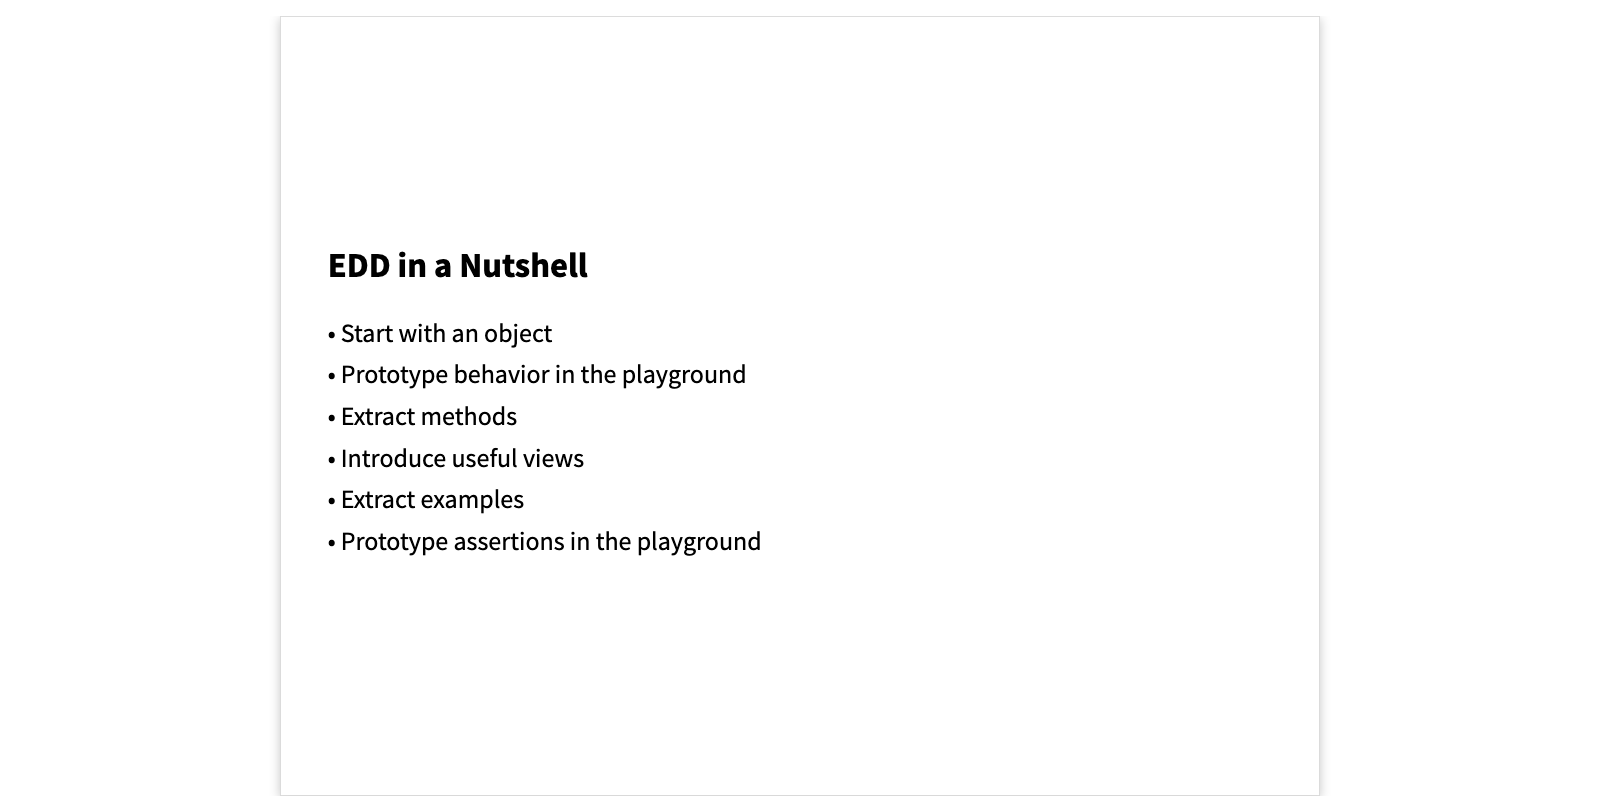 EDD in a Nutshell
• Start with an object
• Prototype behavior in the playground
• Extract methods
• Introduce useful views
• Extract examples
• Prototype assertions in the playground